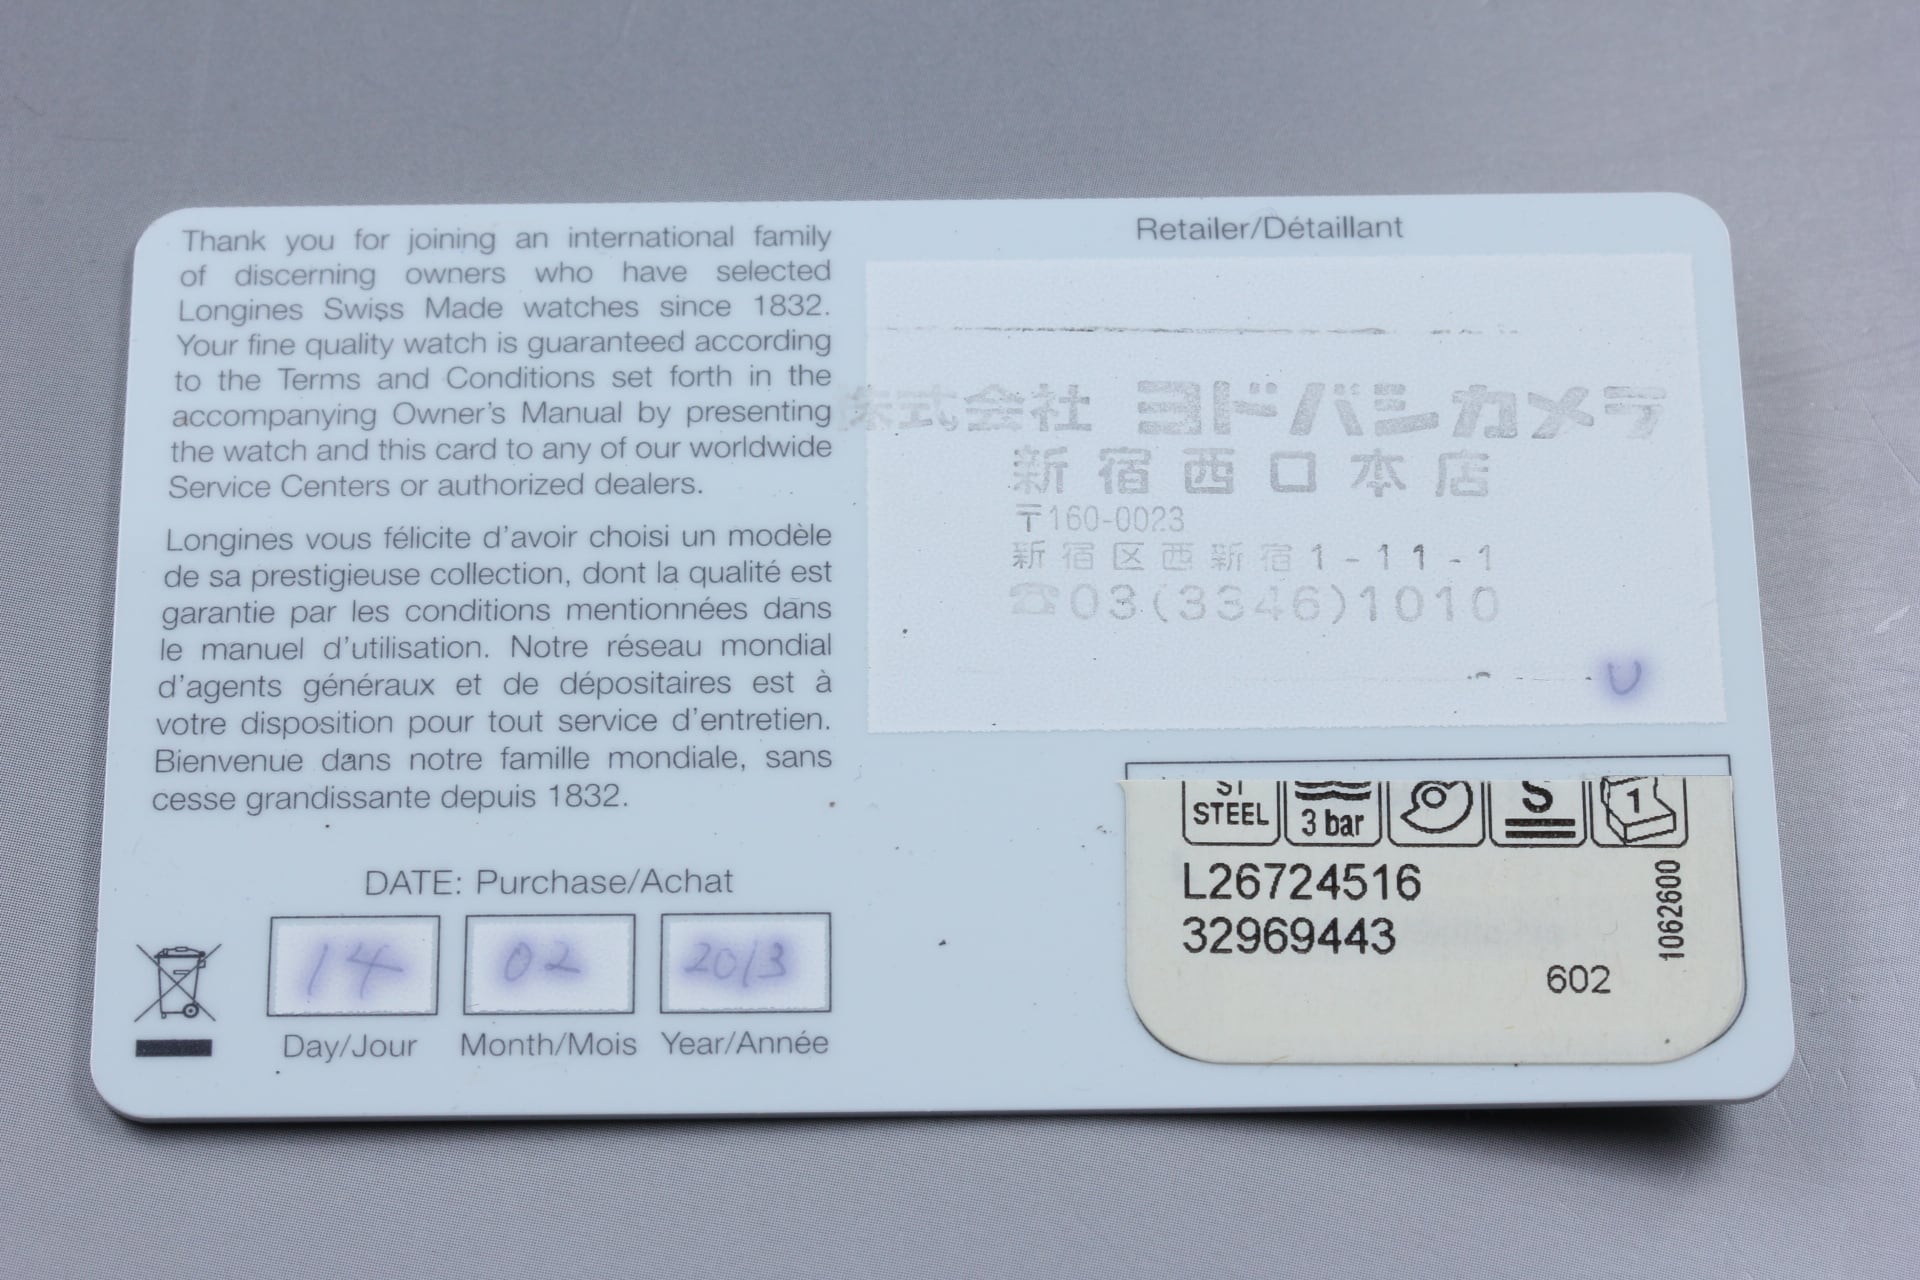 Thank you for joining an international family
of discerning owners who have selected
Longines Swiss Made watches since 1832.
Your fine quality watch is guaranteed according
to the Terms and Conditions set forth in the
accompanying Owner's Manual by presenting
the watch and this card to any of our worldwide
Service Centers or authorized dealers.
Longines vous félicite d'avoir choisi un modèle
de sa prestigieuse collection, dont la qualité est
garantie par les conditions mentionnées dans
le manuel d'utilisation. Notre réseau mondial
d'agents généraux et de dépositaires est à
votre disposition pour tout service d'entretien.
Bienvenue dans notre famille mondiale, sans
cesse grandissante depuis 1832.
DATE: Purchase/Achat
14 02 2013
Day/Jour Month/Mois Year/Année
Retailer/Détaillant
株式会社 ヨドバシカメラ
新宿西口本店
〒160-0023
新宿区西新宿1-11-1
☎03(3346)1010
U
ST
STEEL
3 bar
S
1
L26724516
32969443
602
1062600